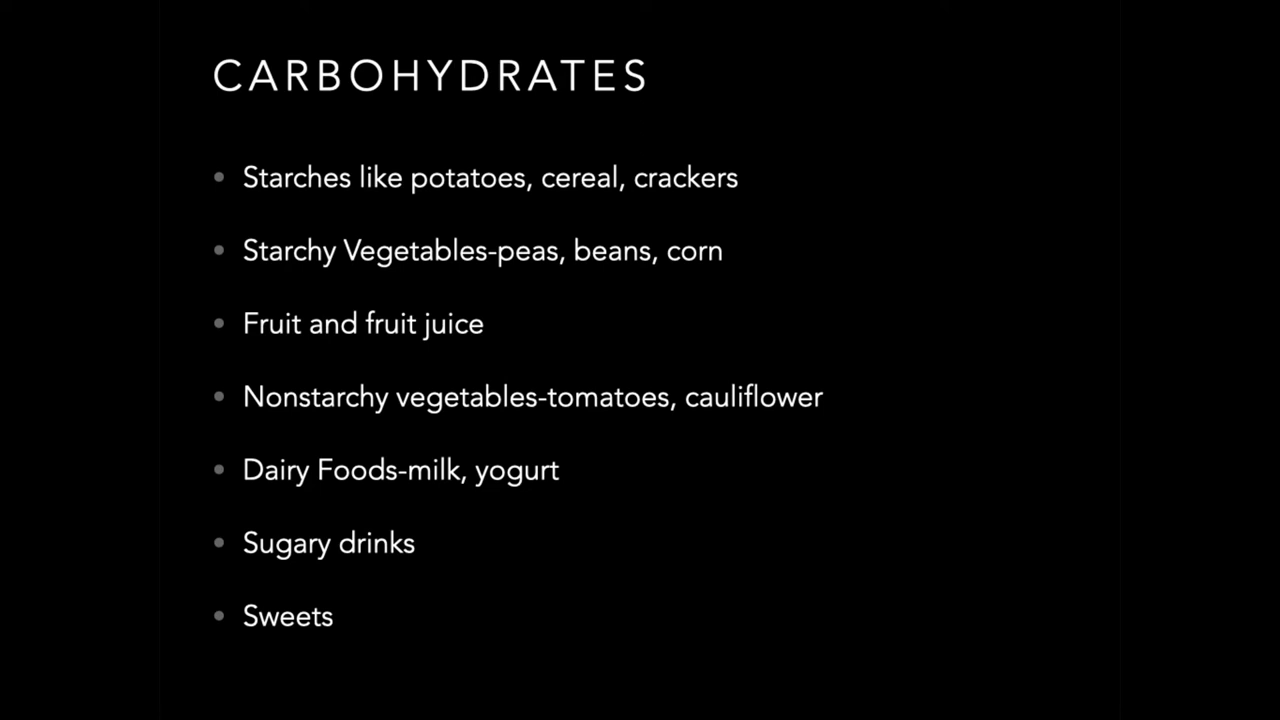 CARBOHYDRATES
• Starches like potatoes, cereal, crackers
• Starchy Vegetables-peas, beans, corn
• Fruit and fruit juice
• Nonstarchy vegetables-tomatoes, cauliflower
• Dairy Foods-milk, yogurt
• Sugary drinks
• Sweets